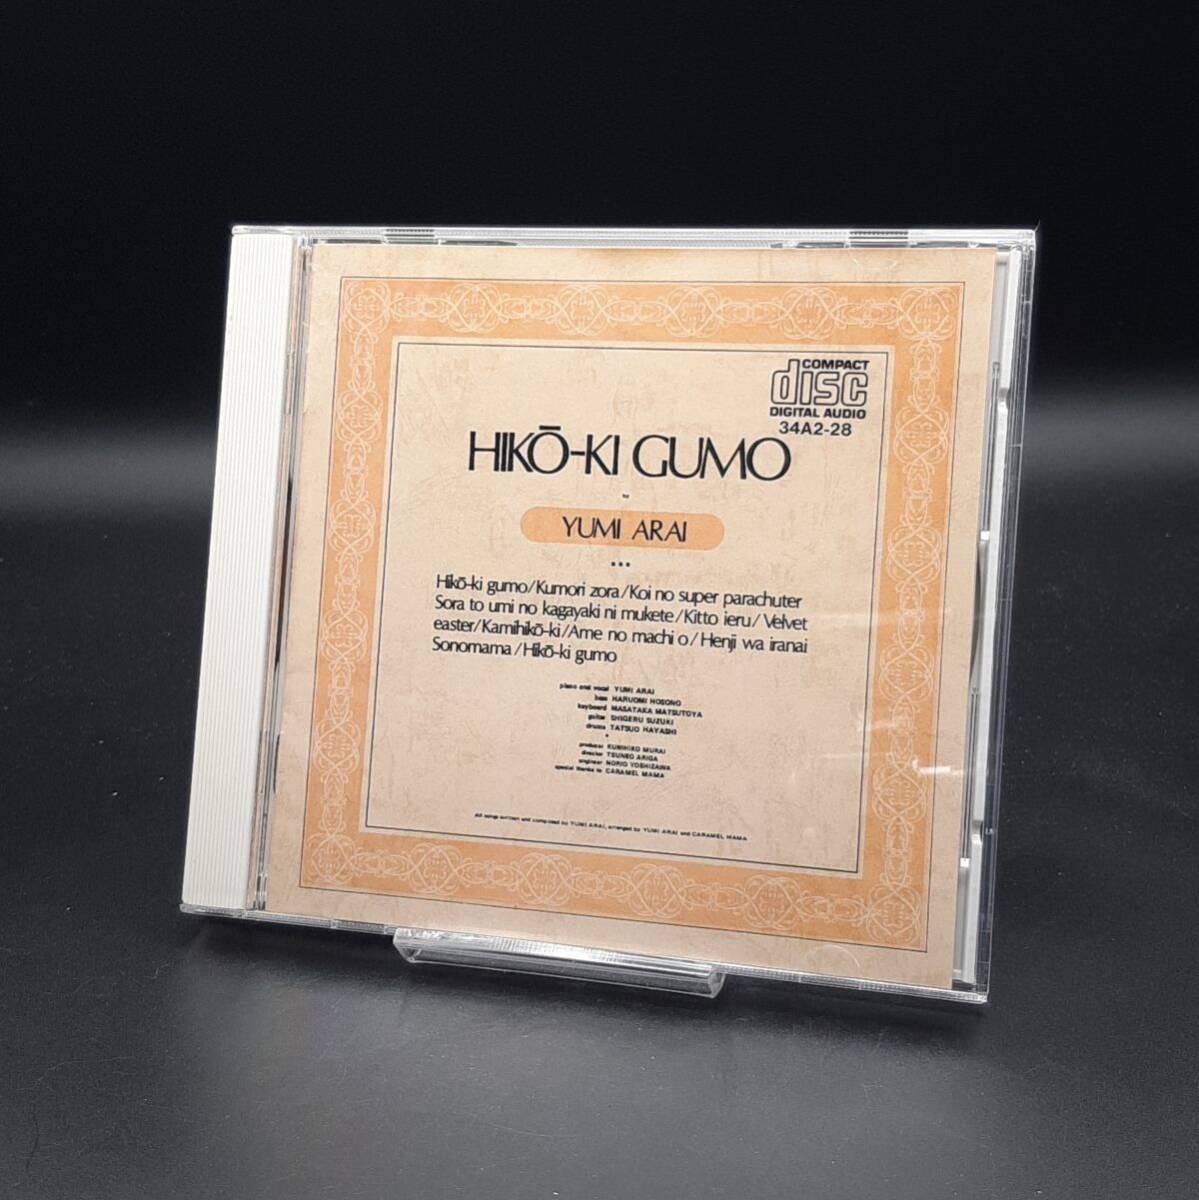 COMPACT
disc
DIGITAL AUDIO
34A2-28
HIKŌ-KI GUMO
by
YUMI ARAI
Hikō-ki gumo/Kumori zora/Koi no super parachuter
Sora to umi no kagayaki ni mukete/Kitto ieru/Velvet
easter/Kamihikō-ki/Ame no machi o/Henji wa iranai
Sonomama/Hikō-ki gumo
piano and vocal YUMI ARAI
bass HARUOMI HOSONO
keyboard MASATAKA MATSUTOYA
guitar SHIGERU SUZUKI
drums TATSUO HAYASHI
producer KUNIHIKO MURAI
director TSUNEO ARIGA
engineer NORIO YOSHIZAWA
special thanks to CARAMEL MAMA
All songs written and composed by YUMI ARAI, arranged by YUMI ARAI and CARAMEL MAMA